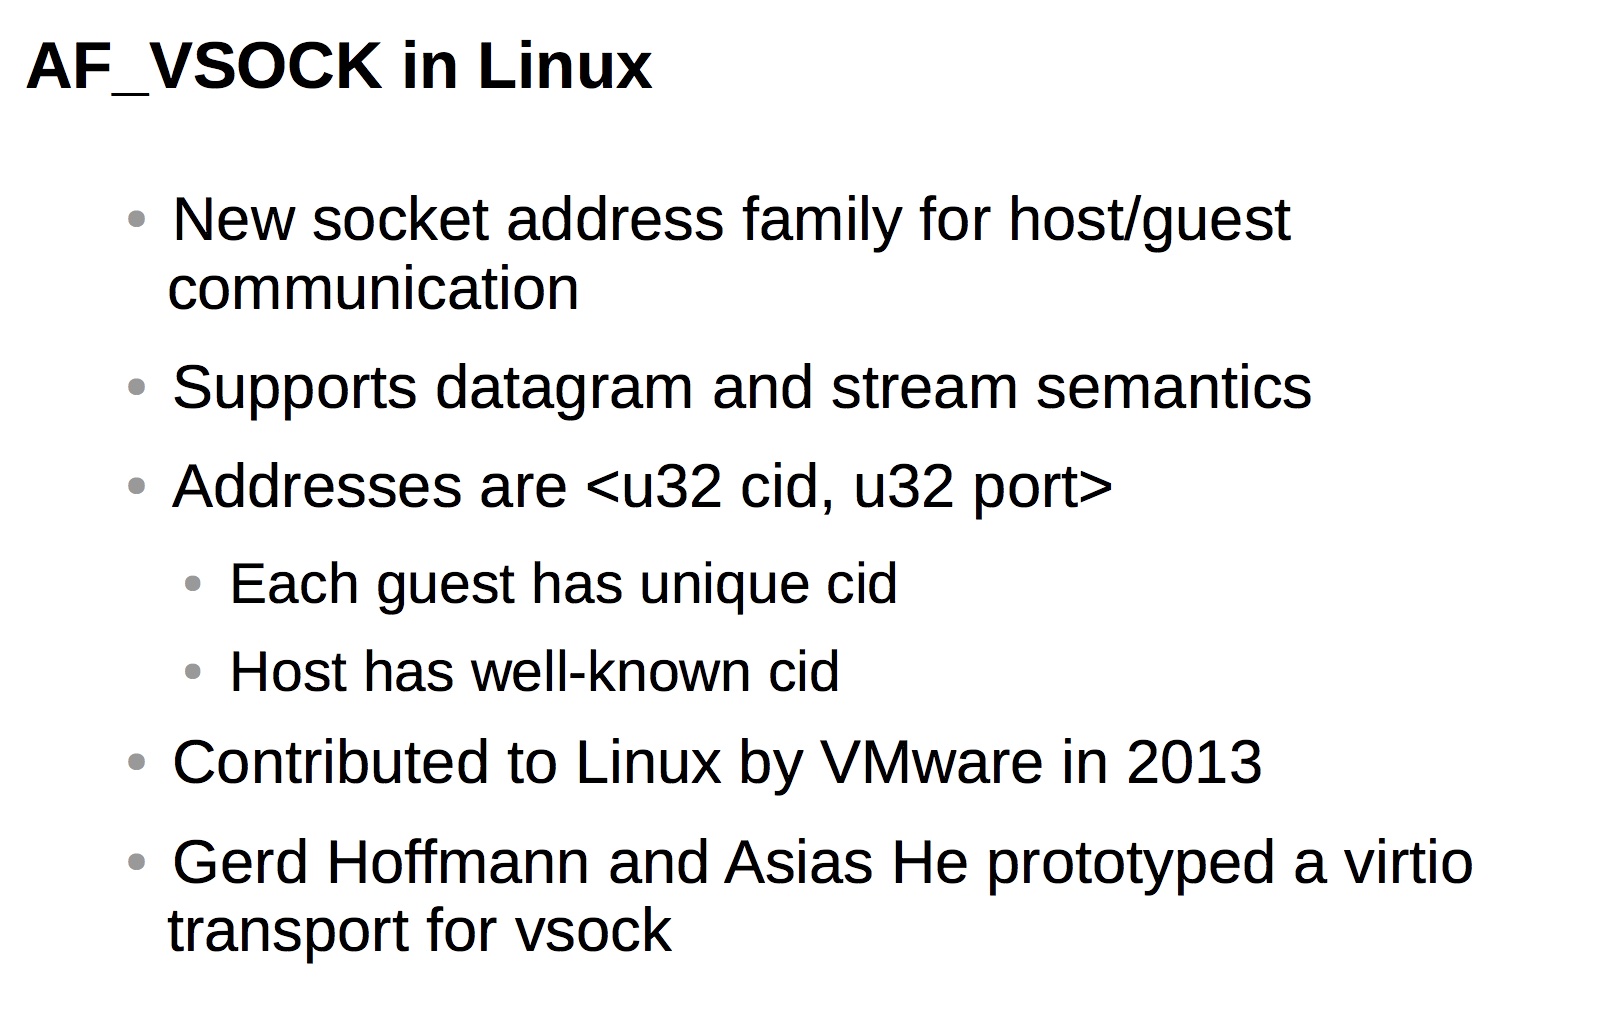 AF_VSOCK in Linux
• New socket address family for host/guest
communication
• Supports datagram and stream semantics
• Addresses are <u32 cid, u32 port>
• Each guest has unique cid
• Host has well-known cid
• Contributed to Linux by VMware in 2013
• Gerd Hoffmann and Asias He prototyped a virtio
transport for vsock